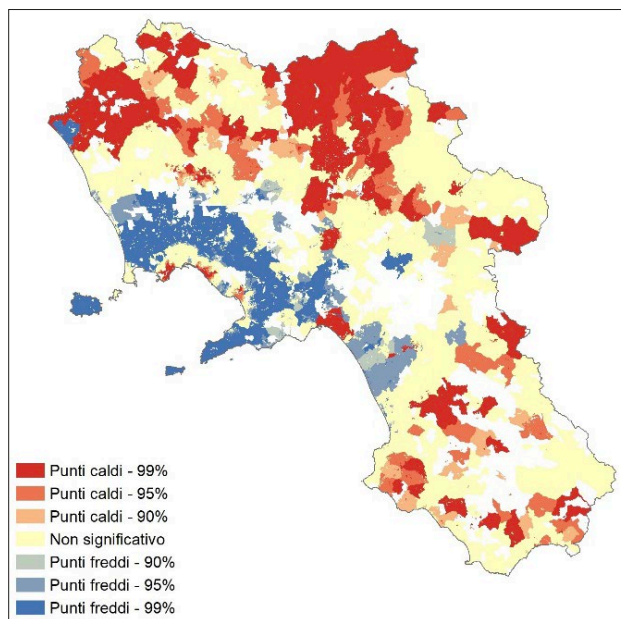 Punti caldi - 99%
Punti caldi - 95%
Punti caldi - 90%
Non significativo
Punti freddi - 90%
Punti freddi - 95%
Punti freddi - 99%